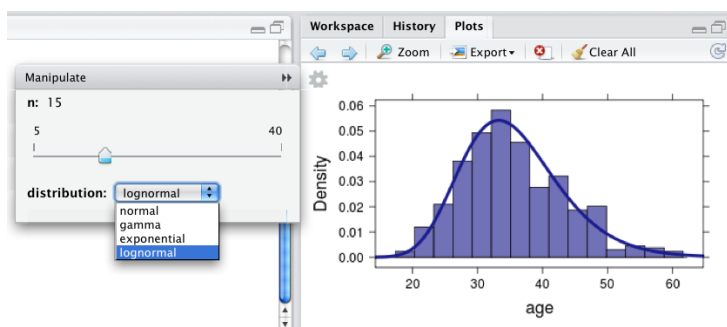 Manipulate
n: 15
5 40
distribution: lognormal
normal
gamma
exponential
lognormal
Workspace History Plots
Zoom Export Clear All
0.06
0.05
0.04
0.03
0.02
0.01
0.00
Density
20 30 40 50 60
age